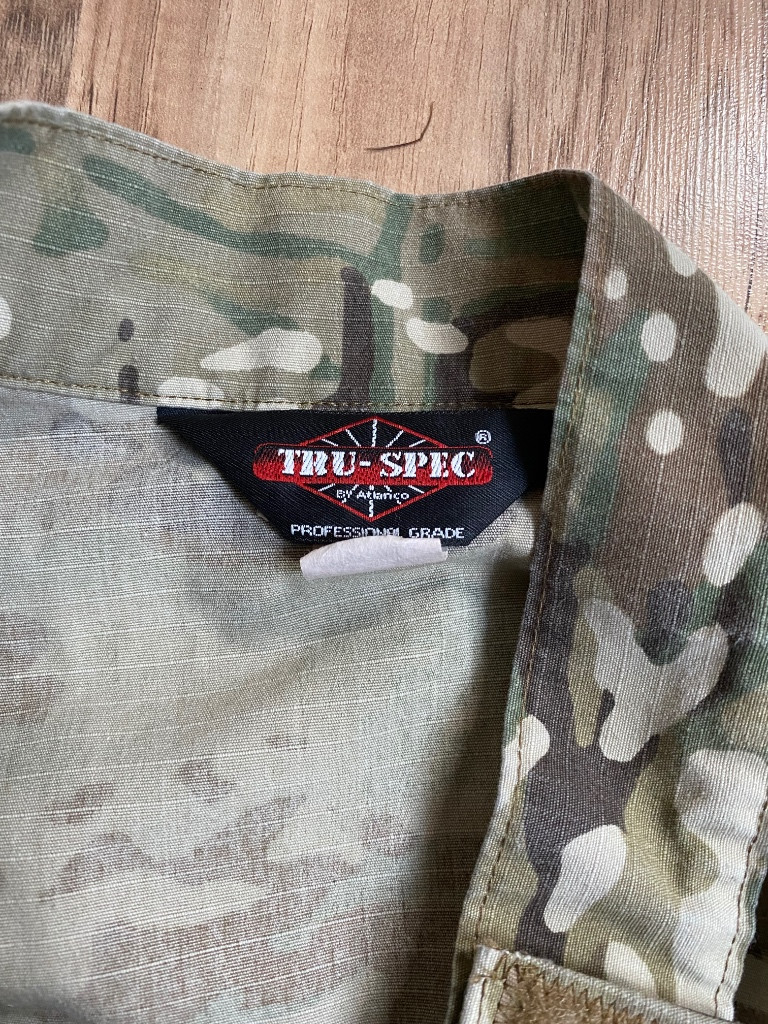 TRU-SPEC®
BY Atlanco
PROFESSIONAL GRADE